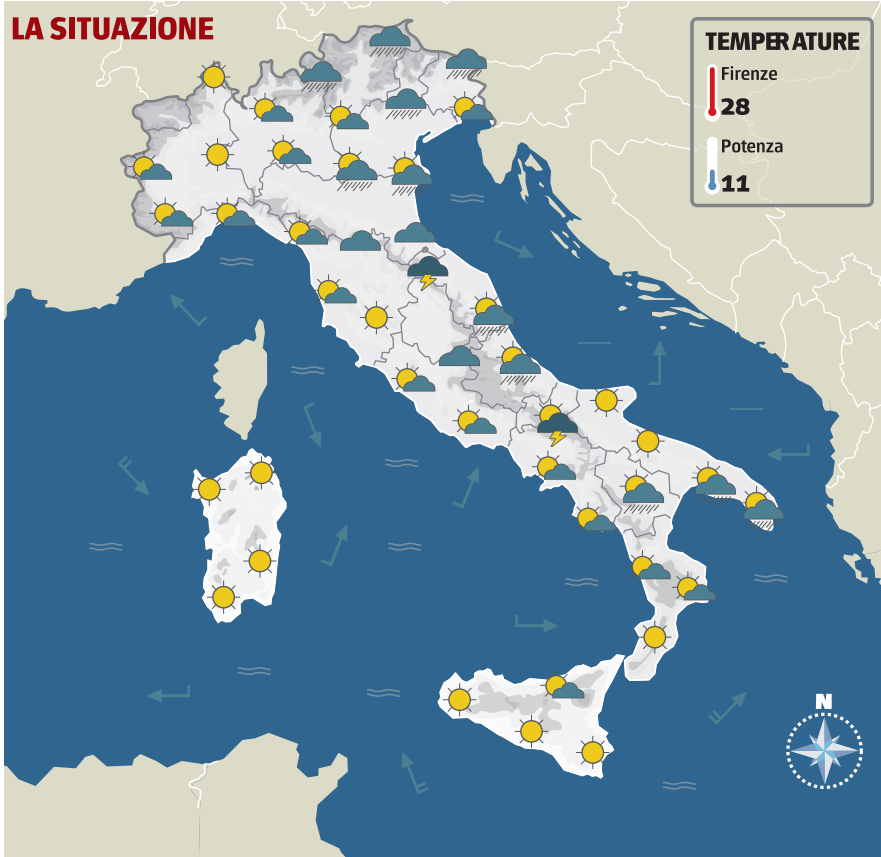 LA SITUAZIONE
TEMPERATURE
Firenze
28
Potenza
11
N